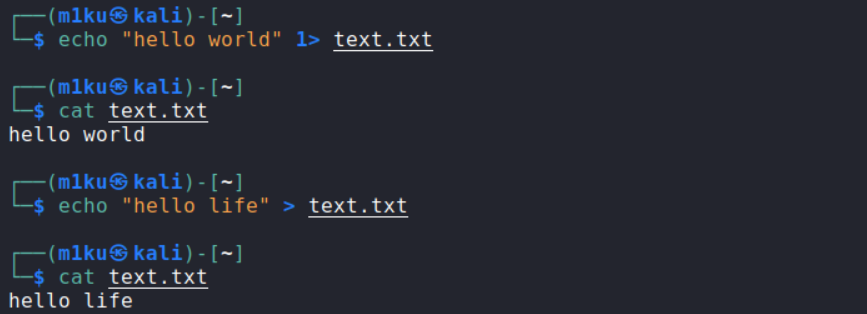 ┌──(m1ku㉿kali)-[~]
└─$ echo "hello world" 1> text.txt
┌──(m1ku㉿kali)-[~]
└─$ cat text.txt
hello world
┌──(m1ku㉿kali)-[~]
└─$ echo "hello life" > text.txt
┌──(m1ku㉿kali)-[~]
└─$ cat text.txt
hello life